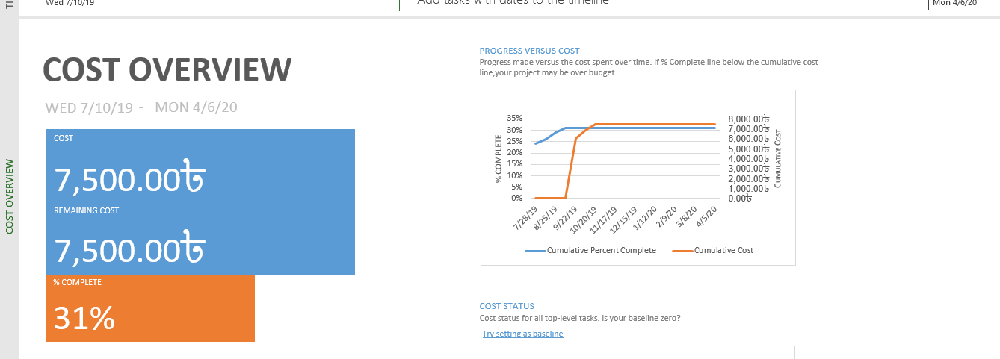 TI
Wed 7/10/19
Add tasks with dates to the timeline
Mon 4/6/20
COST OVERVIEW
COST OVERVIEW
WED 7/10/19 - MON 4/6/20
COST
7,500.00৳
REMAINING COST
7,500.00৳
% COMPLETE
31%
PROGRESS VERSUS COST
Progress made versus the cost spent over time. If % Complete line below the cumulative cost
line,your project may be over budget.
% COMPLETE
35%
30%
25%
20%
15%
10%
5%
0%
8,000.00৳
7,000.00৳
6,000.00৳
5,000.00৳
4,000.00৳
3,000.00৳
2,000.00৳
1,000.00৳
0.00৳
CUMULATIVE COST
7/28/19
8/25/19
9/22/19
10/20/19
11/17/19
12/15/19
1/12/20
2/9/20
3/8/20
4/5/20
Cumulative Percent Complete
Cumulative Cost
COST STATUS
Cost status for all top-level tasks. Is your baseline zero?
Try setting as baseline